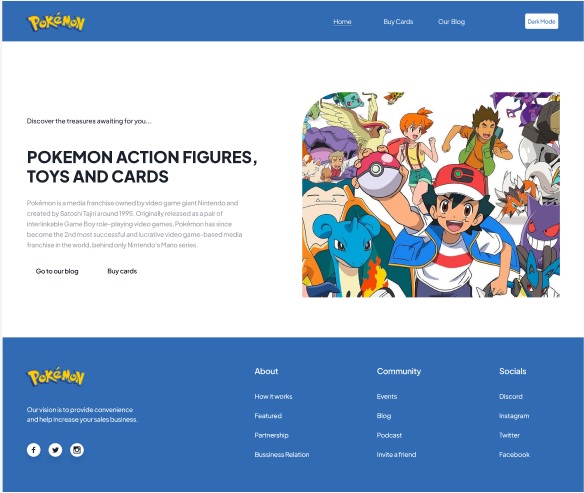 POKéMON
Home
Buy Cards
Our Blog
Dark Mode
Discover the treasures awaiting for you...
POKEMON ACTION FIGURES,
TOYS AND CARDS
Pokémon is a media franchise owned by video game giant Nintendo and
created by Satoshi Tajiri around 1995. Originally released as a pair of
interlinkable Game Boy role-playing video games, Pokémon has since
become the 2nd most successful and lucrative video game-based media
franchise in the world, behind only Nintendo's Mario series.
Go to our blog
Buy cards
POKéMON
Our vision is to provide convenience
and help increase your sales business.
About
How it works
Featured
Partnership
Bussiness Relation
Community
Events
Blog
Podcast
Invite a friend
Socials
Discord
Instagram
Twitter
Facebook